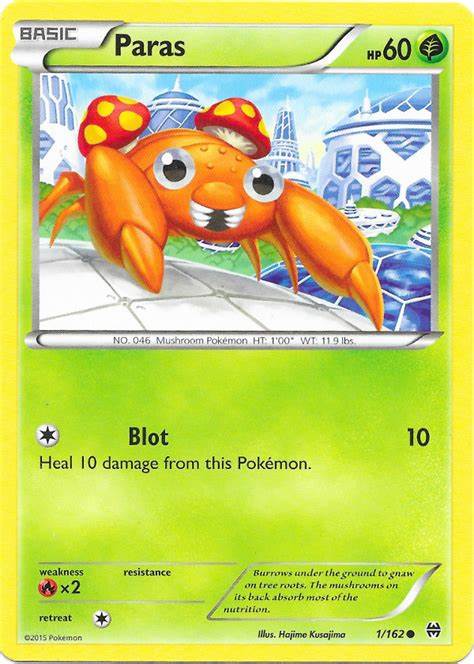 BASIC Paras HP60
NO. 046 Mushroom Pokémon HT: 1'00" WT: 11.9 lbs.
Blot 10
Heal 10 damage from this Pokémon.
weakness resistance
×2
retreat
Burrows under the ground to gnaw
on tree roots. The mushrooms on
its back absorb most of the
nutrition.
©2015 Pokémon Illus. Hajime Kusajima 1/162